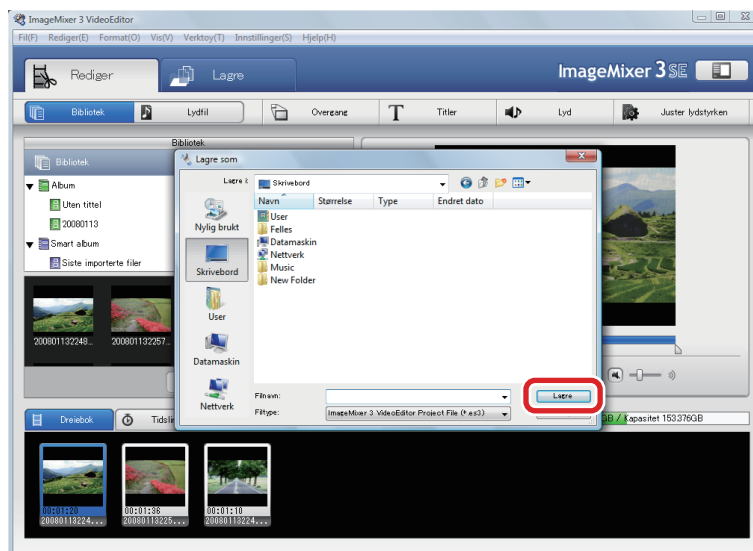 ImageMixer 3 VideoEditor
Fil(F) Rediger(E) Format(O) Vis(V) Verktoy(T) Innstillinger(S) Hjelp(H)
Rediger
Lagre
ImageMixer 3 SE
Bibliotek
Lydfil
Overgang
T
Titler
Lyd
Juster lydstyrken
Bibliotek
Bibliotek
Album
Uten tittel
20080113
Smart album
Siste importerte filer
200801132248...
200801132257...
Lagre som
Lagre i:
Skrivebord
Navn
Størrelse
Type
Endret dato
Nylig brukt
Skrivebord
User
Datamaskin
Nettverk
User
Felles
Datamaskin
Nettverk
Music
New Folder
Filnavn:
Lagre
Filtype:
ImageMixer 3 VideoEditor Project File (*.es3)
Dreiebok
GB / Kapasitet 153.376GB
00:01:20
20080113224...
00:01:36
20080113225...
00:01:10
20080113224...